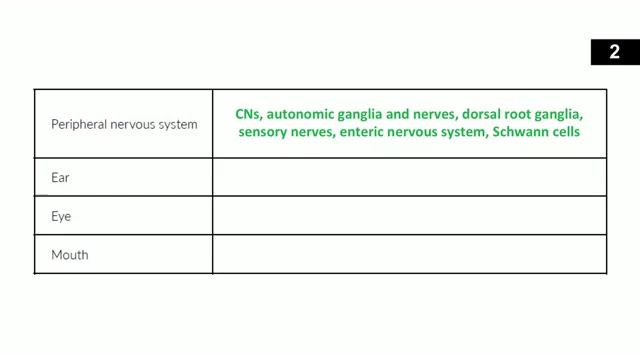 2
Peripheral nervous system
CNs, autonomic ganglia and nerves, dorsal root ganglia,
sensory nerves, enteric nervous system, Schwann cells
Ear
Eye
Mouth